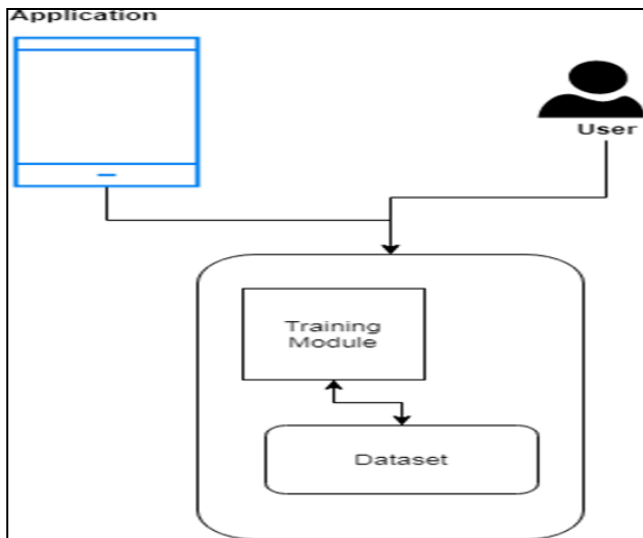 Application
User
Training
Module
Dataset